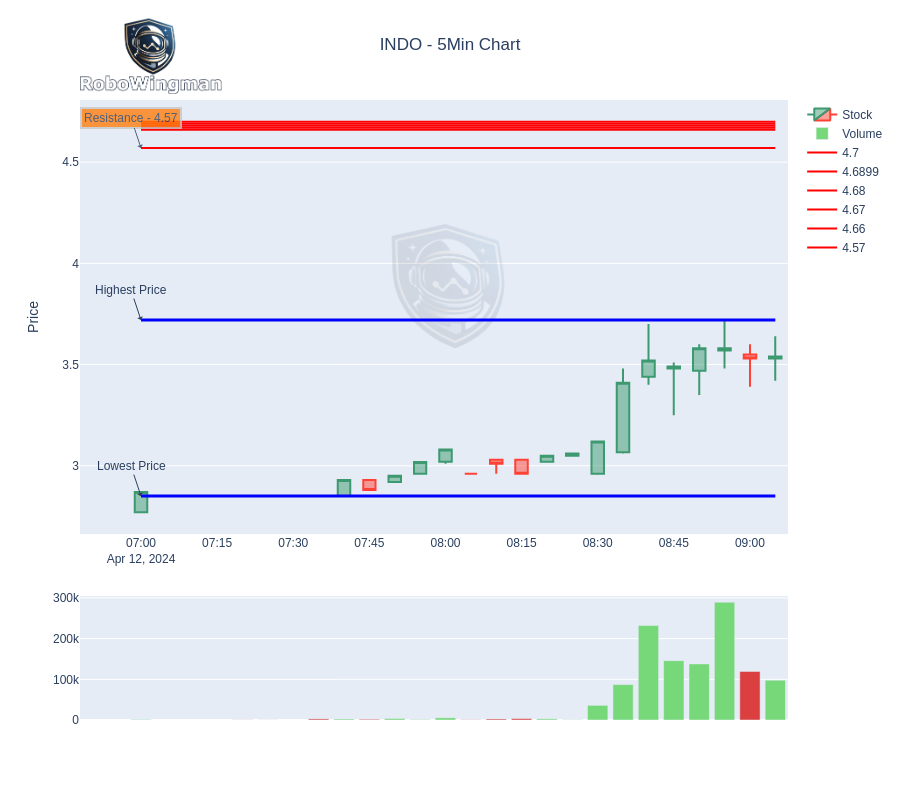 INDO - 5Min Chart
RoboWingman
Resistance - 4.57
Highest Price
Lowest Price
Price
4.5
4
3.5
3
07:00
Apr 12, 2024
07:15
07:30
07:45
08:00
08:15
08:30
08:45
09:00
300k
200k
100k
0
Stock
Volume
4.7
4.6899
4.68
4.67
4.66
4.57